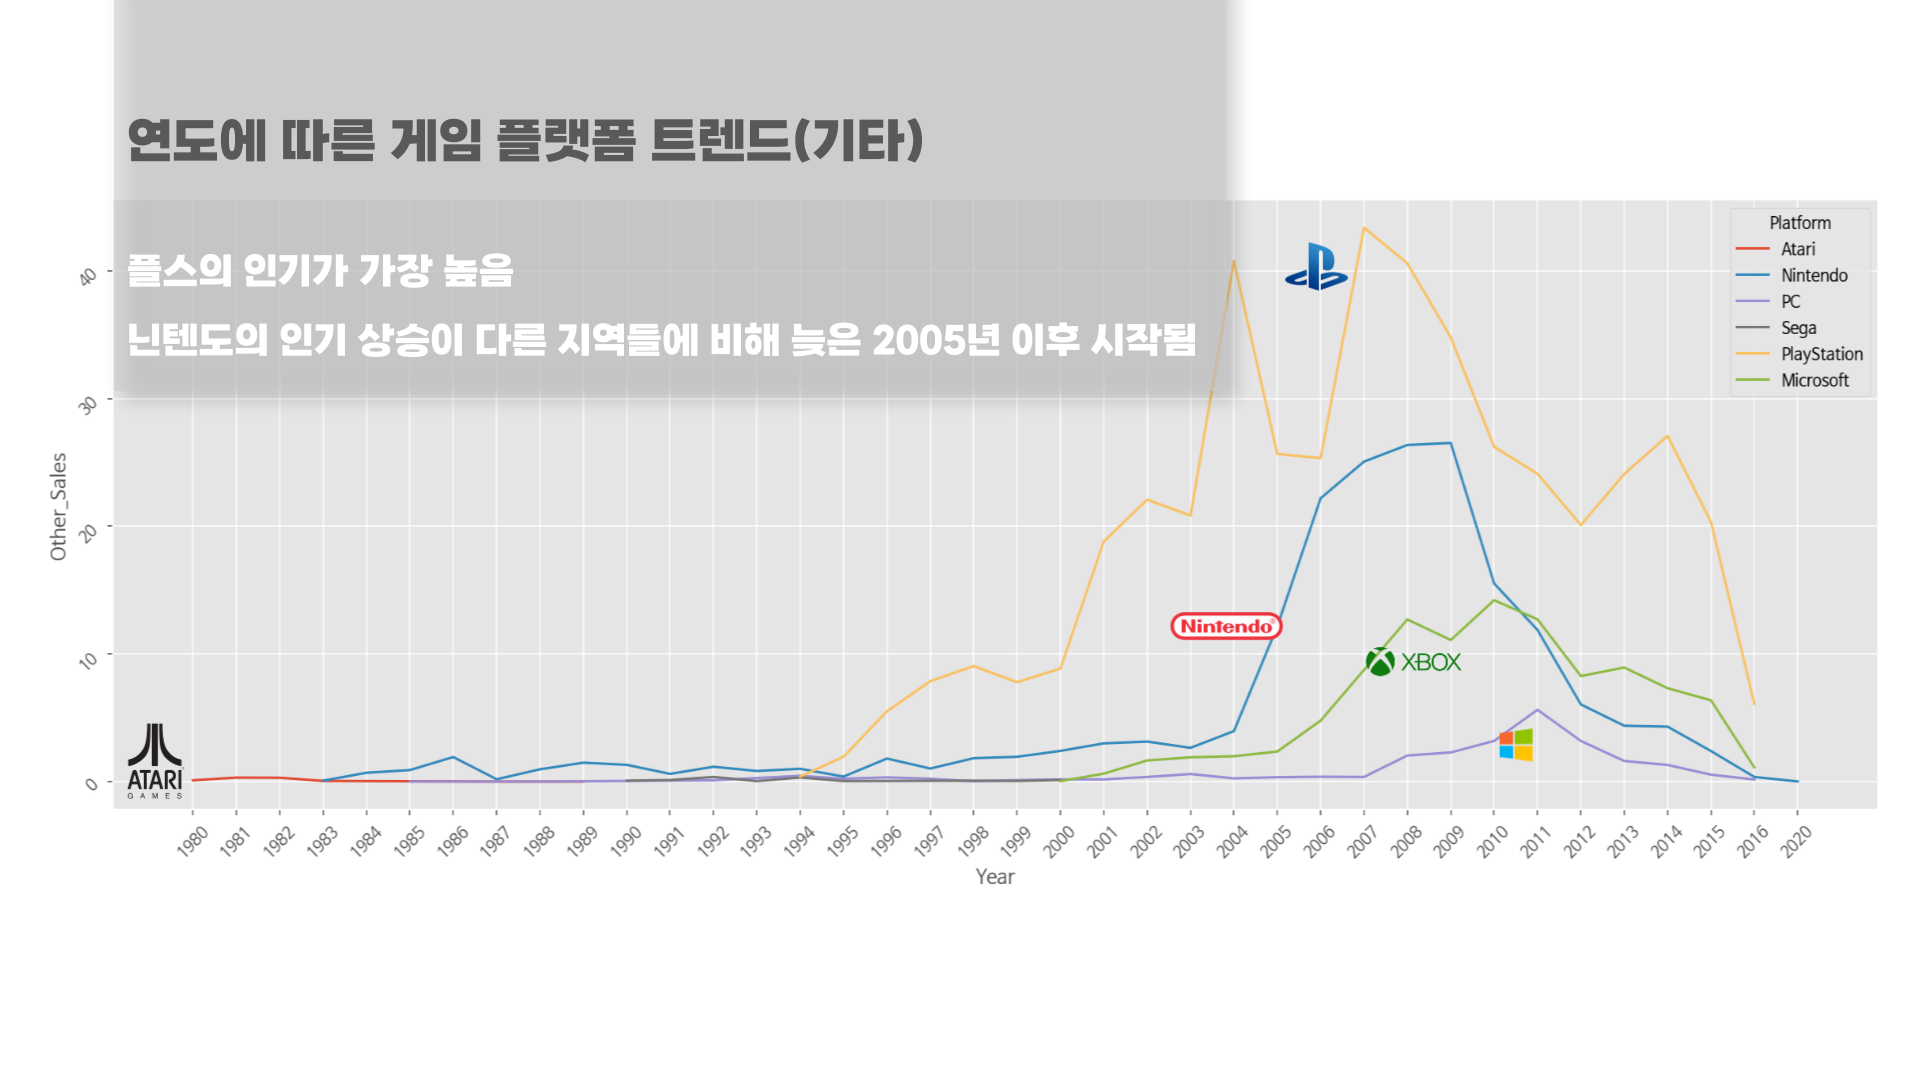 연도에 따른 게임 플랫폼 트렌드(기타)
플스의 인기가 가장 높음
닌텐도의 인기 상승이 다른 지역들에 비해 늦은 2005년 이후 시작됨
Platform
Atari
Nintendo
PC
Sega
PlayStation
Microsoft
Other_Sales
40
30
20
10
0
Nintendo
XBOX
ATARI
GAMES
1980 1981 1982 1983 1984 1985 1986 1987 1988 1989 1990 1991 1992 1993 1994 1995 1996 1997 1998 1999 2000 2001 2002 2003 2004 2005 2006 2007 2008 2009 2010 2011 2012 2013 2014 2015 2016 2020
Year